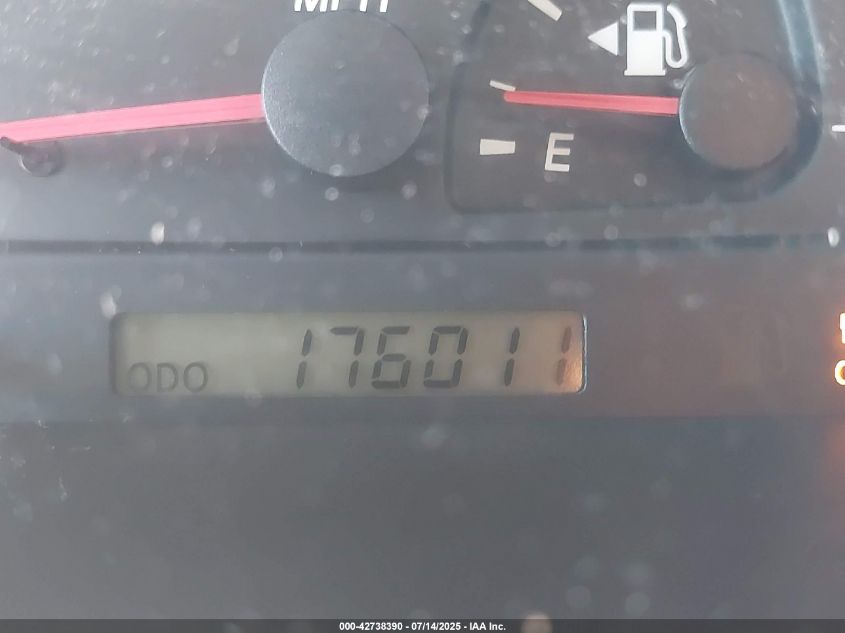 MPH
E
ODO 176011
000-42738390 - 07/14/2025 - IAA Inc.